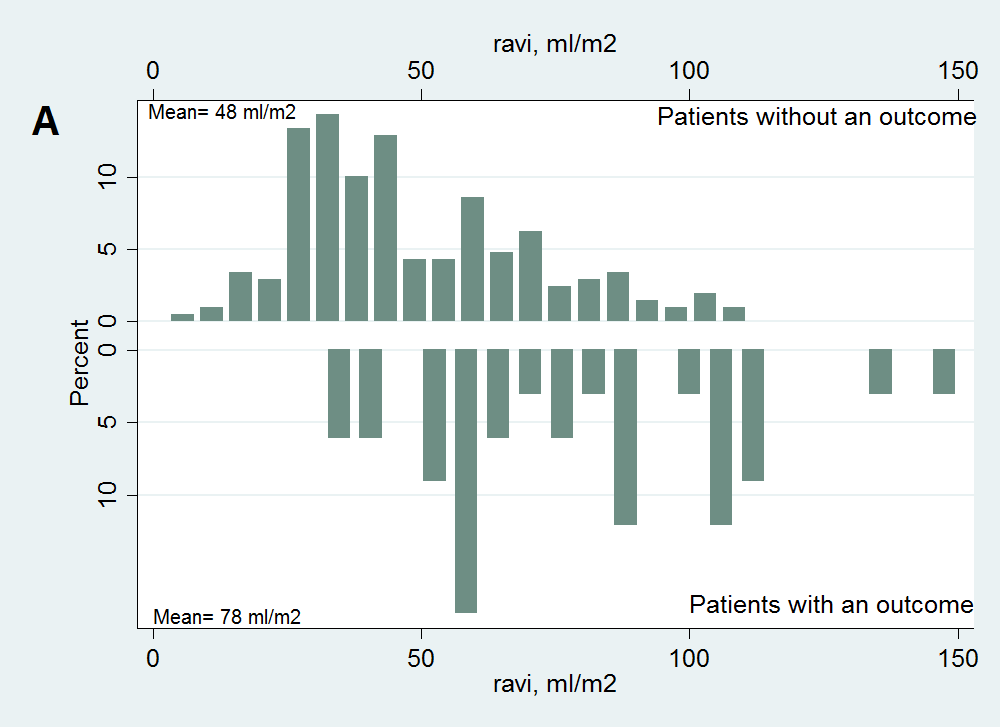 ravi, ml/m2
0 50 100 150
A
Mean= 48 ml/m2
Patients without an outcome
10
5
0
Percent
0
5
10
Patients with an outcome
Mean= 78 ml/m2
0 50 100 150
ravi, ml/m2